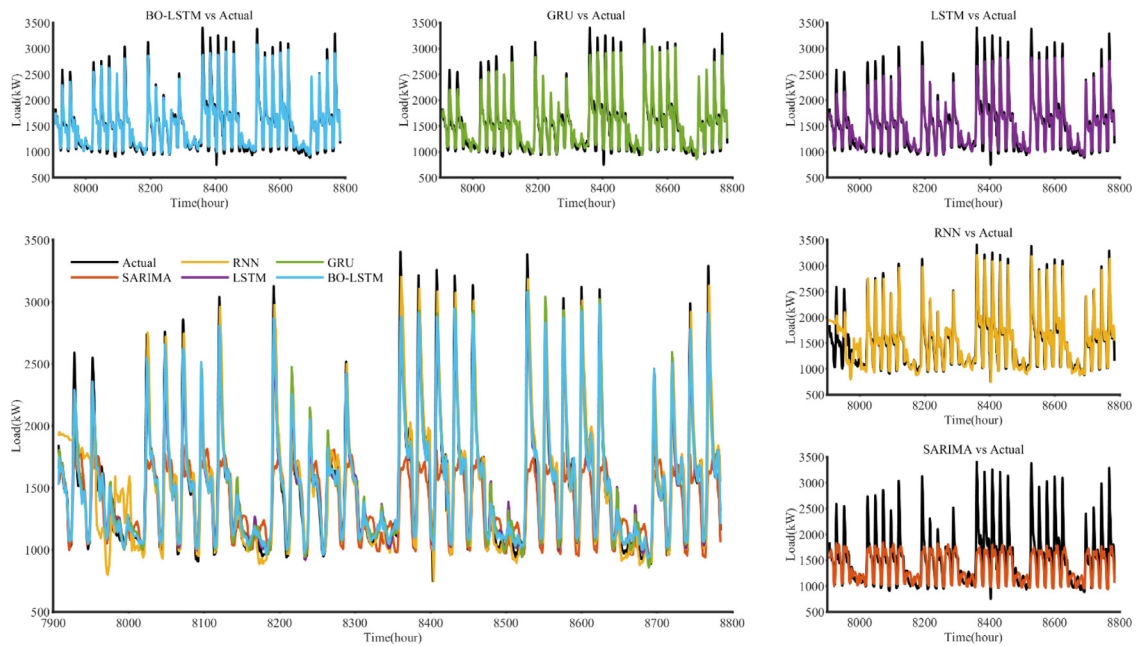 BO-LSTM vs Actual
3500
3000
2500
2000
1500
1000
500
Load(kW)
8000 8200 8400 8600 8800
Time(hour)
GRU vs Actual
3500
3000
2500
2000
1500
1000
500
Load(kW)
8000 8200 8400 8600 8800
Time(hour)
LSTM vs Actual
3500
3000
2500
2000
1500
1000
500
Load(kW)
8000 8200 8400 8600 8800
Time(hour)
3500
3000
2500
2000
1500
1000
500
Load(kW)
Actual RNN GRU
SARIMA LSTM BO-LSTM
7900 8000 8100 8200 8300 8400 8500 8600 8700 8800
Time(hour)
RNN vs Actual
3500
3000
2500
2000
1500
1000
500
Load(kW)
8000 8200 8400 8600 8800
Time(hour)
SARIMA vs Actual
3500
3000
2500
2000
1500
1000
500
Load(kW)
8000 8200 8400 8600 8800
Time(hour)